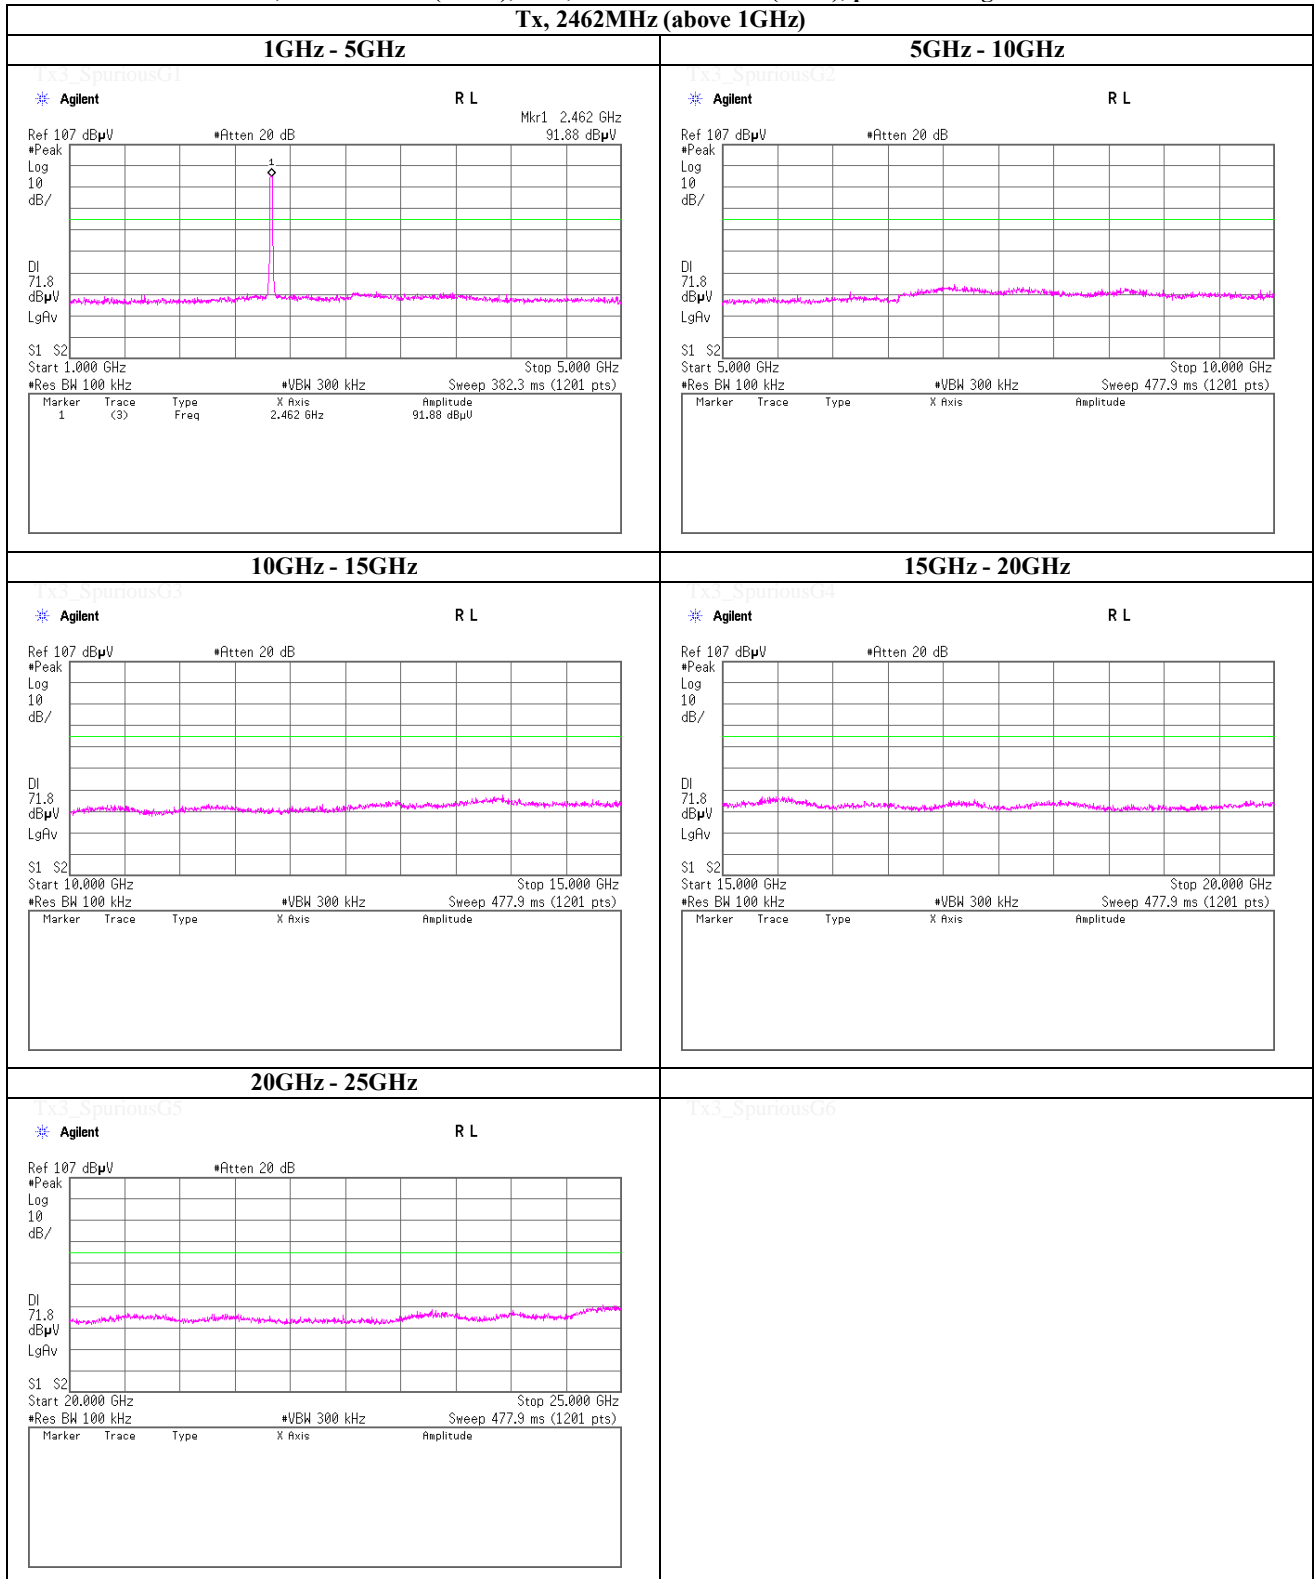 Tx, 2462MHz (above 1GHz)
1GHz - 5GHz
5GHz - 10GHz
Tx3_SpuriousG1
Agilent
R L
Mkr1 2.462 GHz
Ref 107 dBµV
#Atten 20 dB
91.88 dBµV
#Peak
Log
10
dB/
1
DI
71.8
dBµV
LgAv
S1 S2
Start 1.000 GHz
Stop 5.000 GHz
#Res BW 100 kHz
#VBW 300 kHz
Sweep 382.3 ms (1201 pts)
Marker Trace Type X Axis Amplitude
1 (3) Freq 2.462 GHz 91.88 dBµV
Tx3_SpuriousG2
Agilent
R L
Ref 107 dBµV
#Atten 20 dB
#Peak
Log
10
dB/
DI
71.8
dBµV
LgAv
S1 S2
Start 5.000 GHz
Stop 10.000 GHz
#Res BW 100 kHz
#VBW 300 kHz
Sweep 477.9 ms (1201 pts)
Marker Trace Type X Axis Amplitude
10GHz - 15GHz
15GHz - 20GHz
Tx3_SpuriousG3
Agilent
R L
Ref 107 dBµV
#Atten 20 dB
#Peak
Log
10
dB/
DI
71.8
dBµV
LgAv
S1 S2
Start 10.000 GHz
Stop 15.000 GHz
#Res BW 100 kHz
#VBW 300 kHz
Sweep 477.9 ms (1201 pts)
Marker Trace Type X Axis Amplitude
Tx3_SpuriousG4
Agilent
R L
Ref 107 dBµV
#Atten 20 dB
#Peak
Log
10
dB/
DI
71.8
dBµV
LgAv
S1 S2
Start 15.000 GHz
Stop 20.000 GHz
#Res BW 100 kHz
#VBW 300 kHz
Sweep 477.9 ms (1201 pts)
Marker Trace Type X Axis Amplitude
20GHz - 25GHz
Tx3_SpuriousG5
Agilent
R L
Ref 107 dBµV
#Atten 20 dB
#Peak
Log
10
dB/
DI
71.8
dBµV
LgAv
S1 S2
Start 20.000 GHz
Stop 25.000 GHz
#Res BW 100 kHz
#VBW 300 kHz
Sweep 477.9 ms (1201 pts)
Marker Trace Type X Axis Amplitude
Tx3_SpuriousG6